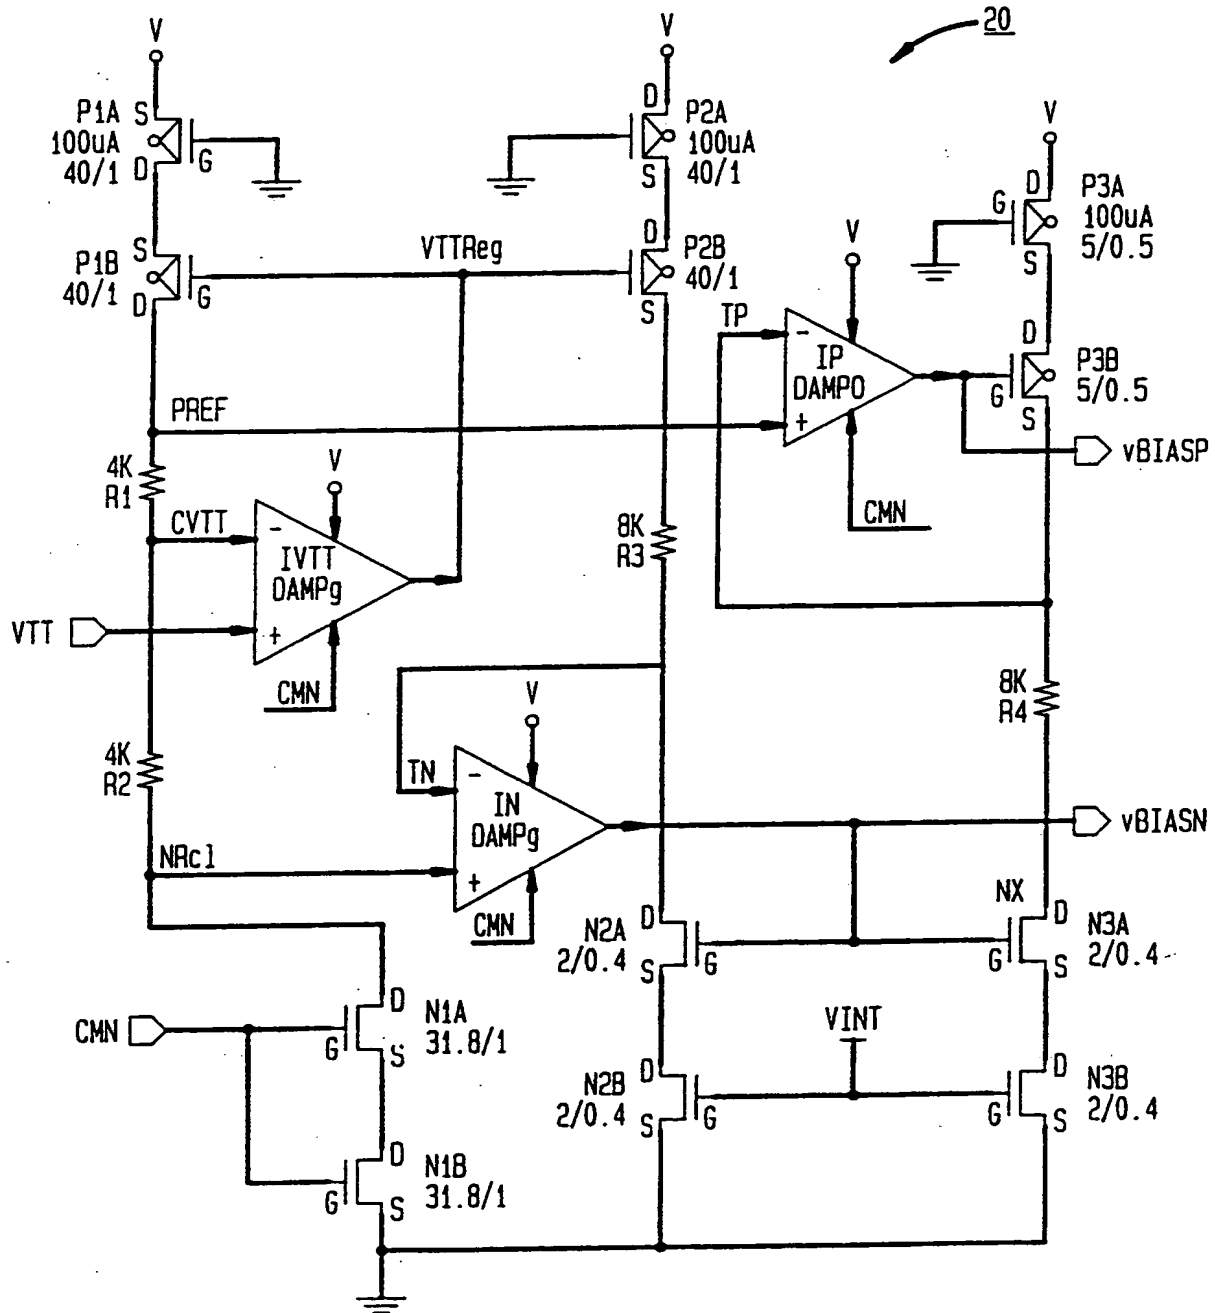 20
V
V
V
P1A
100uA
40/1
S
D
G
D
S
P2A
100uA
40/1
G
D
S
P3A
100uA
5/0.5
P1B
40/1
S
D
G
VTTReg
D
S
P2B
40/1
V
TP
-
IP
DAMPO
+
CMN
D
G
S
P3B
5/0.5
vBIASP
PREF
4K
R1
V
CVTT
-
IVTT
DAMPg
+
VTT
CMN
8K
R3
8K
R4
4K
R2
V
TN
-
IN
DAMPg
+
CMN
vBIASN
NRcl
N2A
2/0.4
D
S
G
NX
D
G
S
N3A
2/0.4
CMN
G
D
S
N1A
31.8/1
VINT
N2B
2/0.4
D
S
G
D
G
S
N3B
2/0.4
G
D
S
N1B
31.8/1